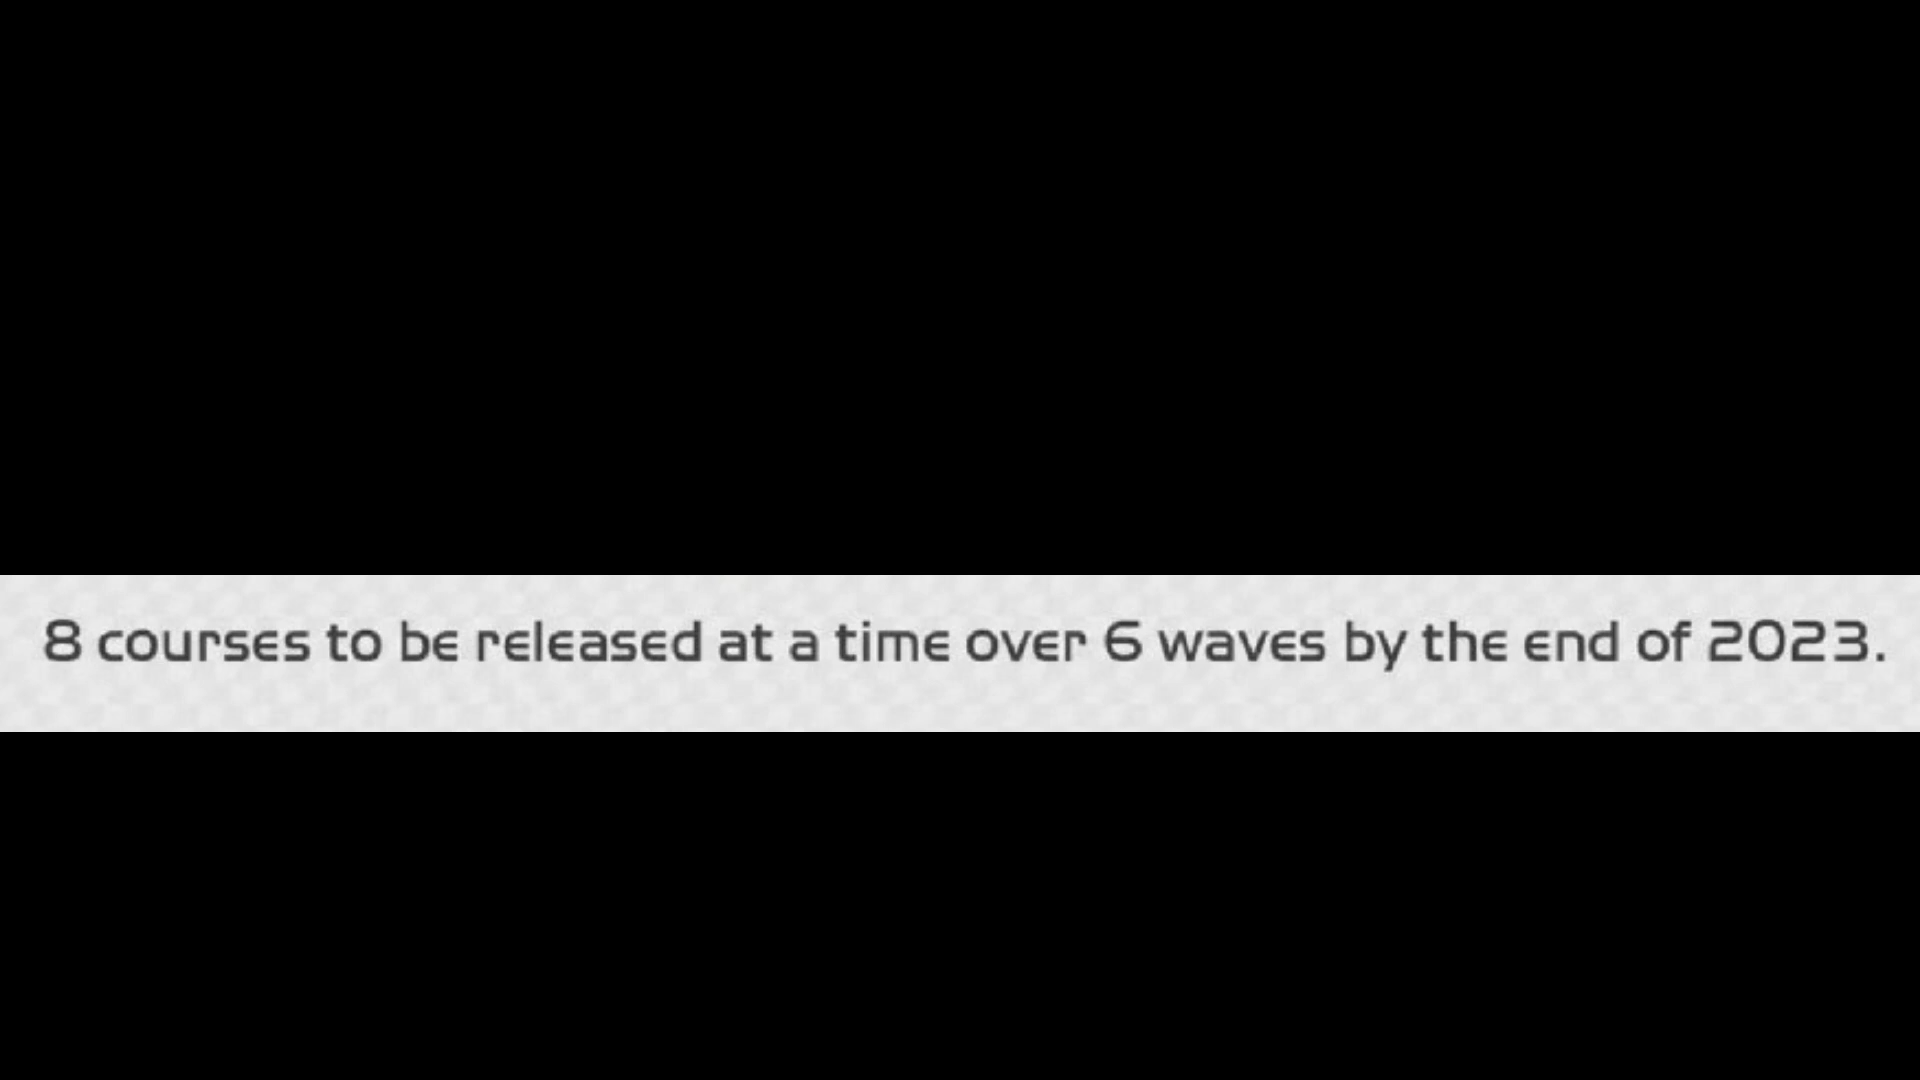 8 courses to be released at a time over 6 waves by the end of 2023.